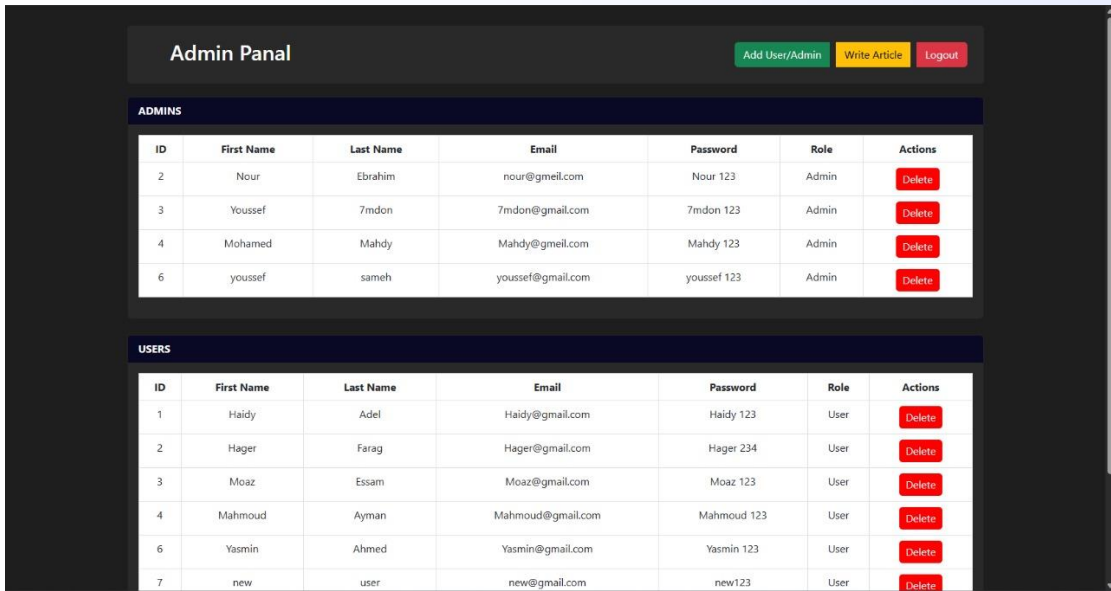 Admin Panal
Add User/Admin Write Article Logout
ADMINS
ID First Name Last Name Email Password Role Actions
2 Nour Ebrahim nour@gmeil.com Nour 123 Admin Delete
3 Youssef 7mdon 7mdon@gmail.com 7mdon 123 Admin Delete
4 Mohamed Mahdy Mahdy@gmeil.com Mahdy 123 Admin Delete
6 youssef sameh youssef@gmail.com youssef 123 Admin Delete
USERS
ID First Name Last Name Email Password Role Actions
1 Haidy Adel Haidy@gmail.com Haidy 123 User Delete
2 Hager Farag Hager@gmail.com Hager 234 User Delete
3 Moaz Essam Moaz@gmail.com Moaz 123 User Delete
4 Mahmoud Ayman Mahmoud@gmail.com Mahmoud 123 User Delete
6 Yasmin Ahmed Yasmin@gmail.com Yasmin 123 User Delete
7 new user new@gmail.com new123 User Delete